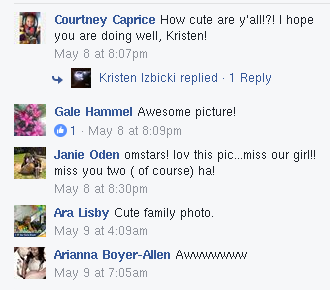 Courtney Caprice How cute are y'all!?! I hope
you are doing well, Kristen!
May 8 at 8:07pm
Kristen Izbicki replied · 1 Reply
Gale Hammel Awesome picture!
1 · May 8 at 8:09pm
Janie Oden omstars! lov this pic...miss our girl!!
miss you two ( of course) ha!
May 8 at 8:30pm
Ara Lisby Cute family photo.
May 9 at 4:09am
Arianna Boyer-Allen Awwwwwww
May 9 at 7:05am